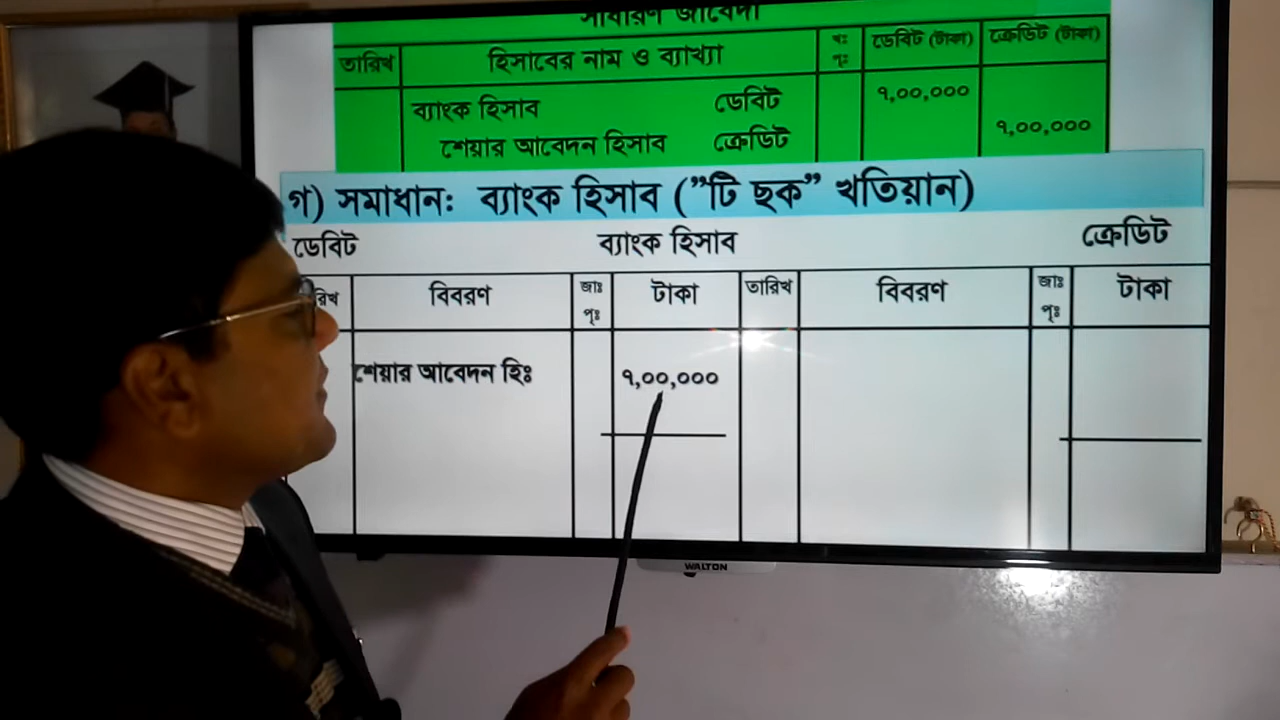 সাধারণ জাবেদা
তারিখ হিসাবের নাম ও ব্যাখ্যা খঃ পৃঃ ডেবিট (টাকা) ক্রেডিট (টাকা)
ব্যাংক হিসাব ডেবিট ৭,০০,০০০
শেয়ার আবেদন হিসাব ক্রেডিট ৭,০০,০০০
গ) সমাধানঃ ব্যাংক হিসাব ("টি ছক" খতিয়ান)
ডেবিট ব্যাংক হিসাব ক্রেডিট
রিখ বিবরণ জাঃ পৃঃ টাকা তারিখ বিবরণ জাঃ পৃঃ টাকা
শেয়ার আবেদন হিঃ ৭,০০,০০০
WALTON